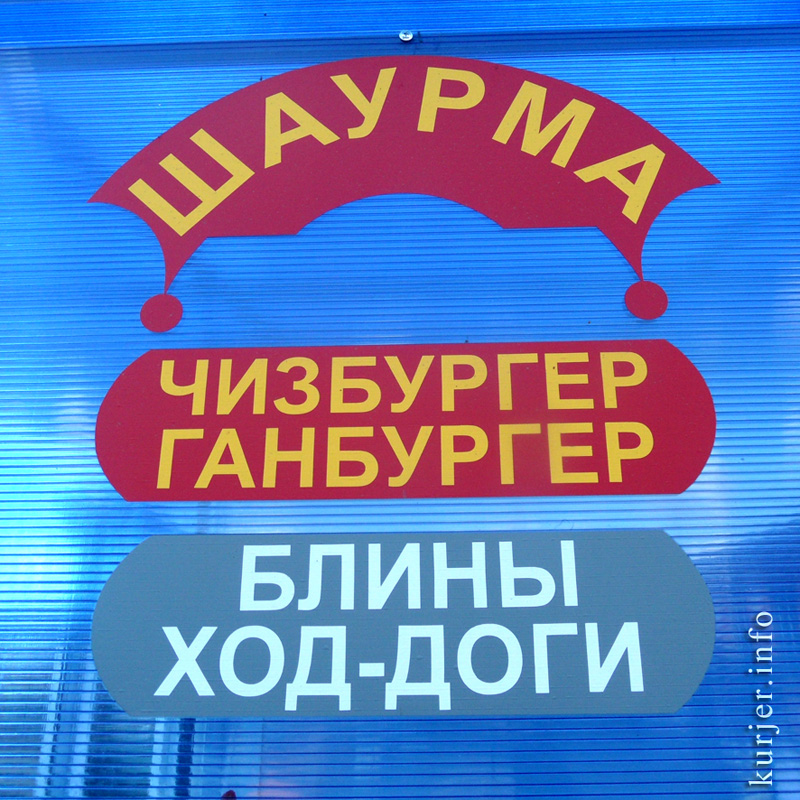 ШАУРМА
ЧИЗБУРГЕР
ГАНБУРГЕР
БЛИНЫ
ХОД-ДОГИ
kurjer.info